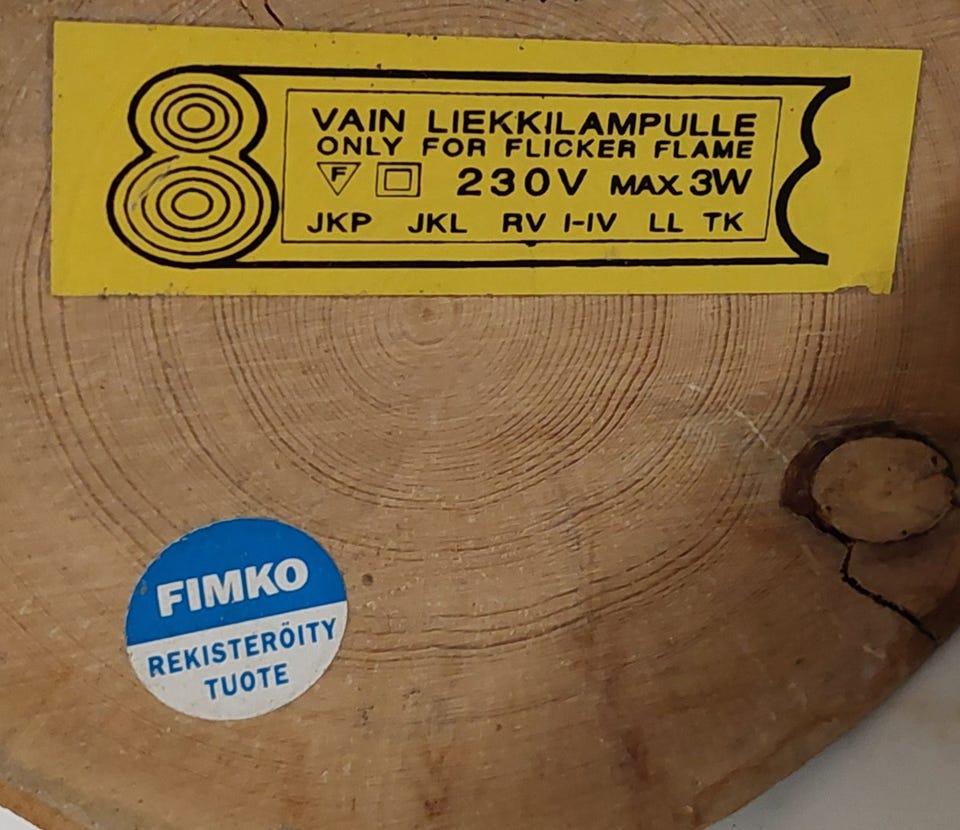 VAIN LIEKKILAMPULLE
ONLY FOR FLICKER FLAME
F 230V MAX. 3W
JKP JKL RV I-IV LL TK
FIMKO
REKISTERÖITY
TUOTE